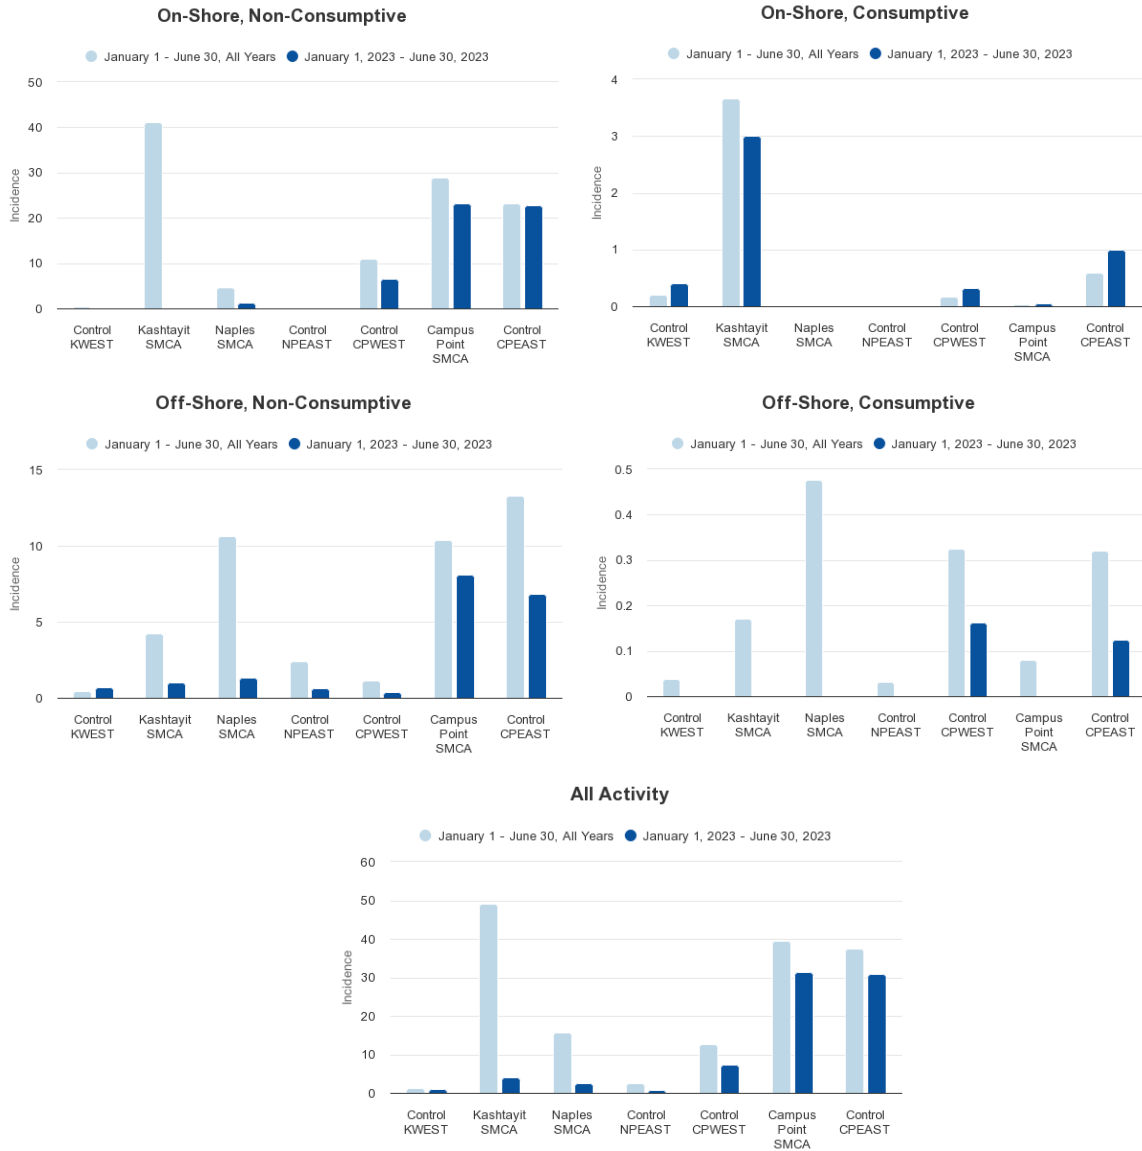 On-Shore, Non-Consumptive
January 1 - June 30, All Years January 1, 2023 - June 30, 2023
50
40
30
20
10
0
Incidence
Control KWEST
Kashtayit SMCA
Naples SMCA
Control NPEAST
Control CPWEST
Campus Point SMCA
Control CPEAST
On-Shore, Consumptive
January 1 - June 30, All Years January 1, 2023 - June 30, 2023
4
3
2
1
0
Incidence
Control KWEST
Kashtayit SMCA
Naples SMCA
Control NPEAST
Control CPWEST
Campus Point SMCA
Control CPEAST
Off-Shore, Non-Consumptive
January 1 - June 30, All Years January 1, 2023 - June 30, 2023
15
10
5
0
Incidence
Control KWEST
Kashtayit SMCA
Naples SMCA
Control NPEAST
Control CPWEST
Campus Point SMCA
Control CPEAST
Off-Shore, Consumptive
January 1 - June 30, All Years January 1, 2023 - June 30, 2023
0.5
0.4
0.3
0.2
0.1
0
Incidence
Control KWEST
Kashtayit SMCA
Naples SMCA
Control NPEAST
Control CPWEST
Campus Point SMCA
Control CPEAST
All Activity
January 1 - June 30, All Years January 1, 2023 - June 30, 2023
60
50
40
30
20
10
0
Incidence
Control KWEST
Kashtayit SMCA
Naples SMCA
Control NPEAST
Control CPWEST
Campus Point SMCA
Control CPEAST